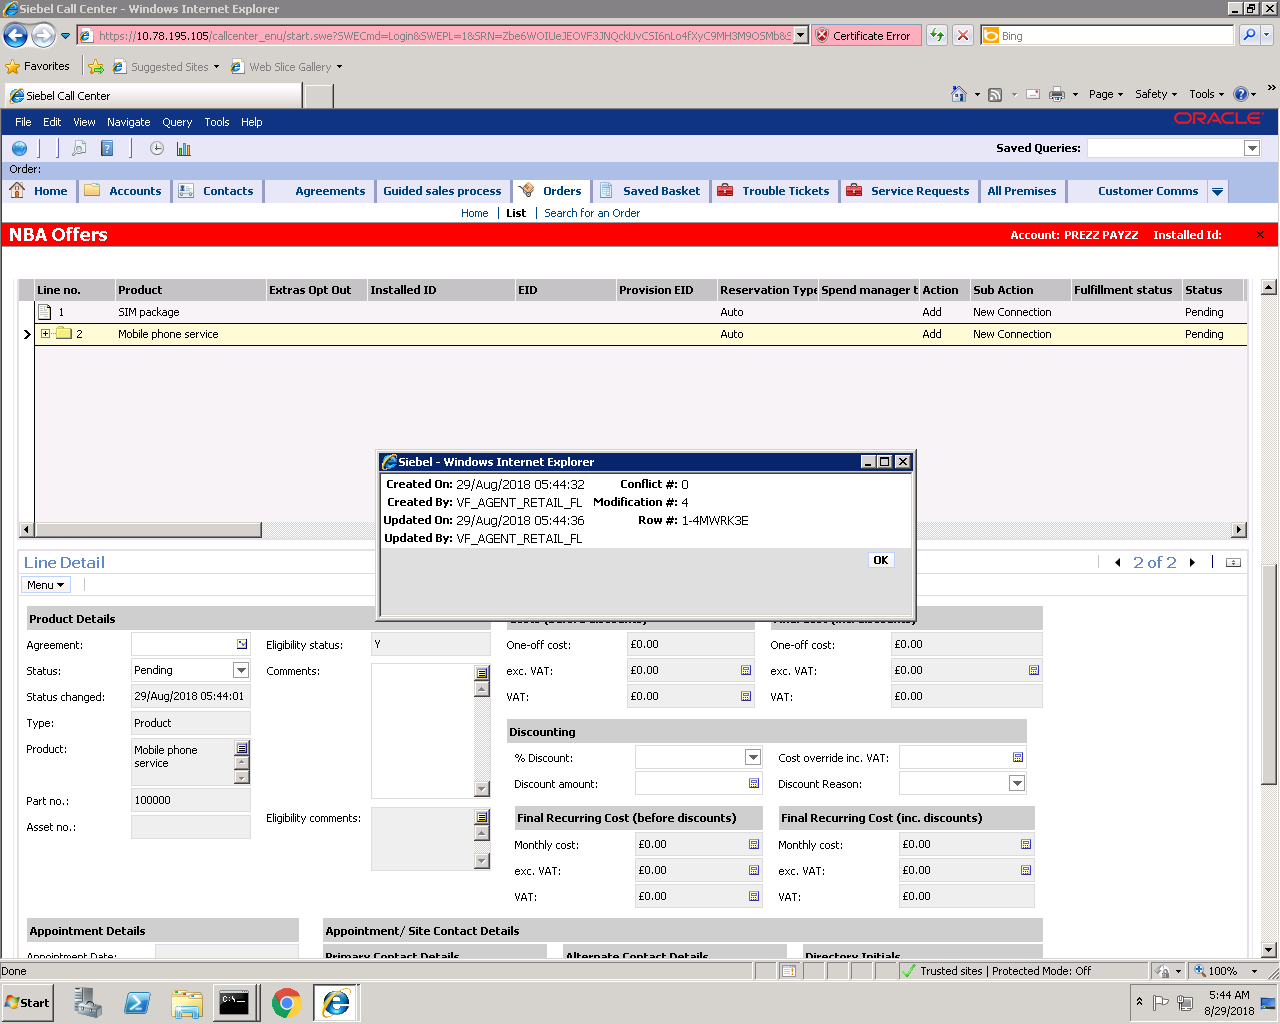 Siebel Call Center - Windows Internet Explorer
https://10.78.195.105/callcenter_enu/start.swe?SWECmd=Login&SWEPL=1&SRN=
Certificate Error
Bing
Favorites
Suggested Sites
Web Slice Gallery
Siebel Call Center
Page
Safety
Tools
File Edit View Navigate Query Tools Help
ORACLE
Saved Queries:
Order:
Home Accounts Contacts Agreements Guided sales process Orders Saved Basket Trouble Tickets Service Requests All Premises Customer Comms
Home | List | Search for an Order
NBA Offers
Account: PREZZ PAYZZ Installed Id:
Line no. Product Extras Opt Out Installed ID EID Provision EID Reservation Type Spend manager t Action Sub Action Fulfillment status Status
1 SIM package Auto Add New Connection Pending
2 Mobile phone service Auto Add New Connection Pending
Siebel - Windows Internet Explorer
Created On: 29/Aug/2018 05:44:32 Conflict #: 0
Created By: VF_AGENT_RETAIL_FL Modification #: 4
Updated On: 29/Aug/2018 05:44:36 Row #: 1-4MWRK3E
Updated By: VF_AGENT_RETAIL_FL
OK
Line Detail
2 of 2
Menu
Product Details
Agreement:
Status: Pending
Status changed: 29/Aug/2018 05:44:01
Type: Product
Product: Mobile phone
service
Part no.: 100000
Asset no.:
Eligibility status: Y
Comments:
Eligibility comments:
One-off cost: £0.00
exc. VAT: £0.00
VAT: £0.00
One-off cost: £0.00
exc. VAT: £0.00
VAT: £0.00
Discounting
% Discount:
Discount amount:
Cost override inc. VAT:
Discount Reason:
Final Recurring Cost (before discounts)
Monthly cost: £0.00
exc. VAT: £0.00
VAT: £0.00
Final Recurring Cost (inc. discounts)
Monthly cost: £0.00
exc. VAT: £0.00
VAT: £0.00
Appointment Details
Appointment Date:
Appointment/ Site Contact Details
Primary Contact Details
Alternate Contact Details
Directory Initials
Done
Trusted sites | Protected Mode: Off
100%
Start
C:\
5:44 AM
8/29/2018